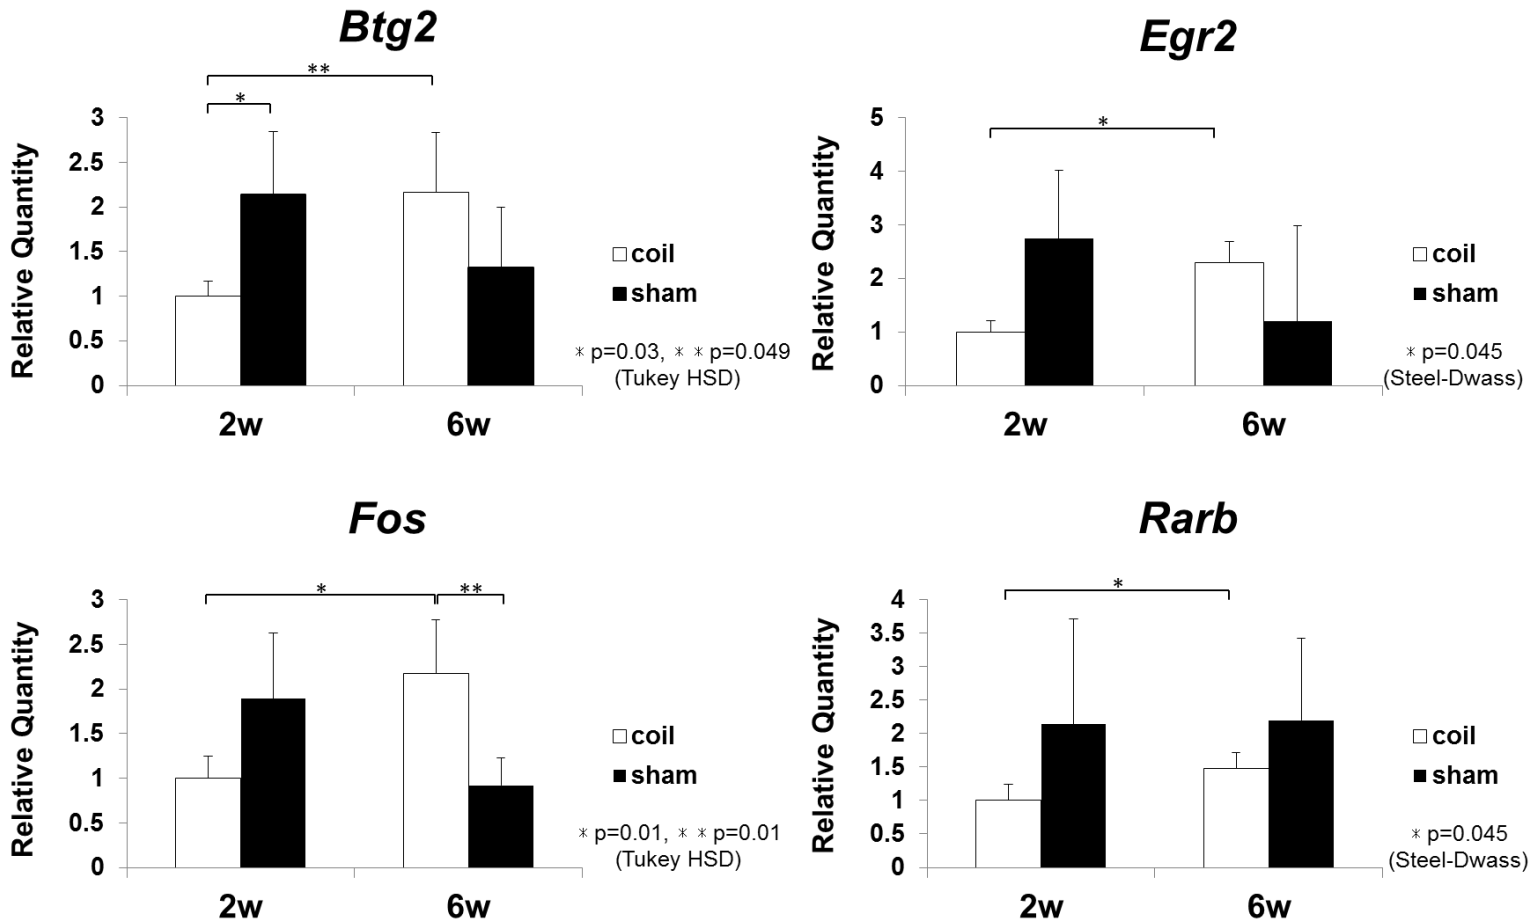 Btg2
**
*
3
2.5
2
1.5
1
0.5
0
Relative Quantity
2w
6w
coil
sham
* p=0.03, * * p=0.049
(Tukey HSD)
Egr2
*
5
4
3
2
1
0
Relative Quantity
2w
6w
coil
sham
* p=0.045
(Steel-Dwass)
Fos
*
**
3
2.5
2
1.5
1
0.5
0
Relative Quantity
2w
6w
coil
sham
* p=0.01, * * p=0.01
(Tukey HSD)
Rarb
*
4
3.5
3
2.5
2
1.5
1
0.5
0
Relative Quantity
2w
6w
coil
sham
* p=0.045
(Steel-Dwass)